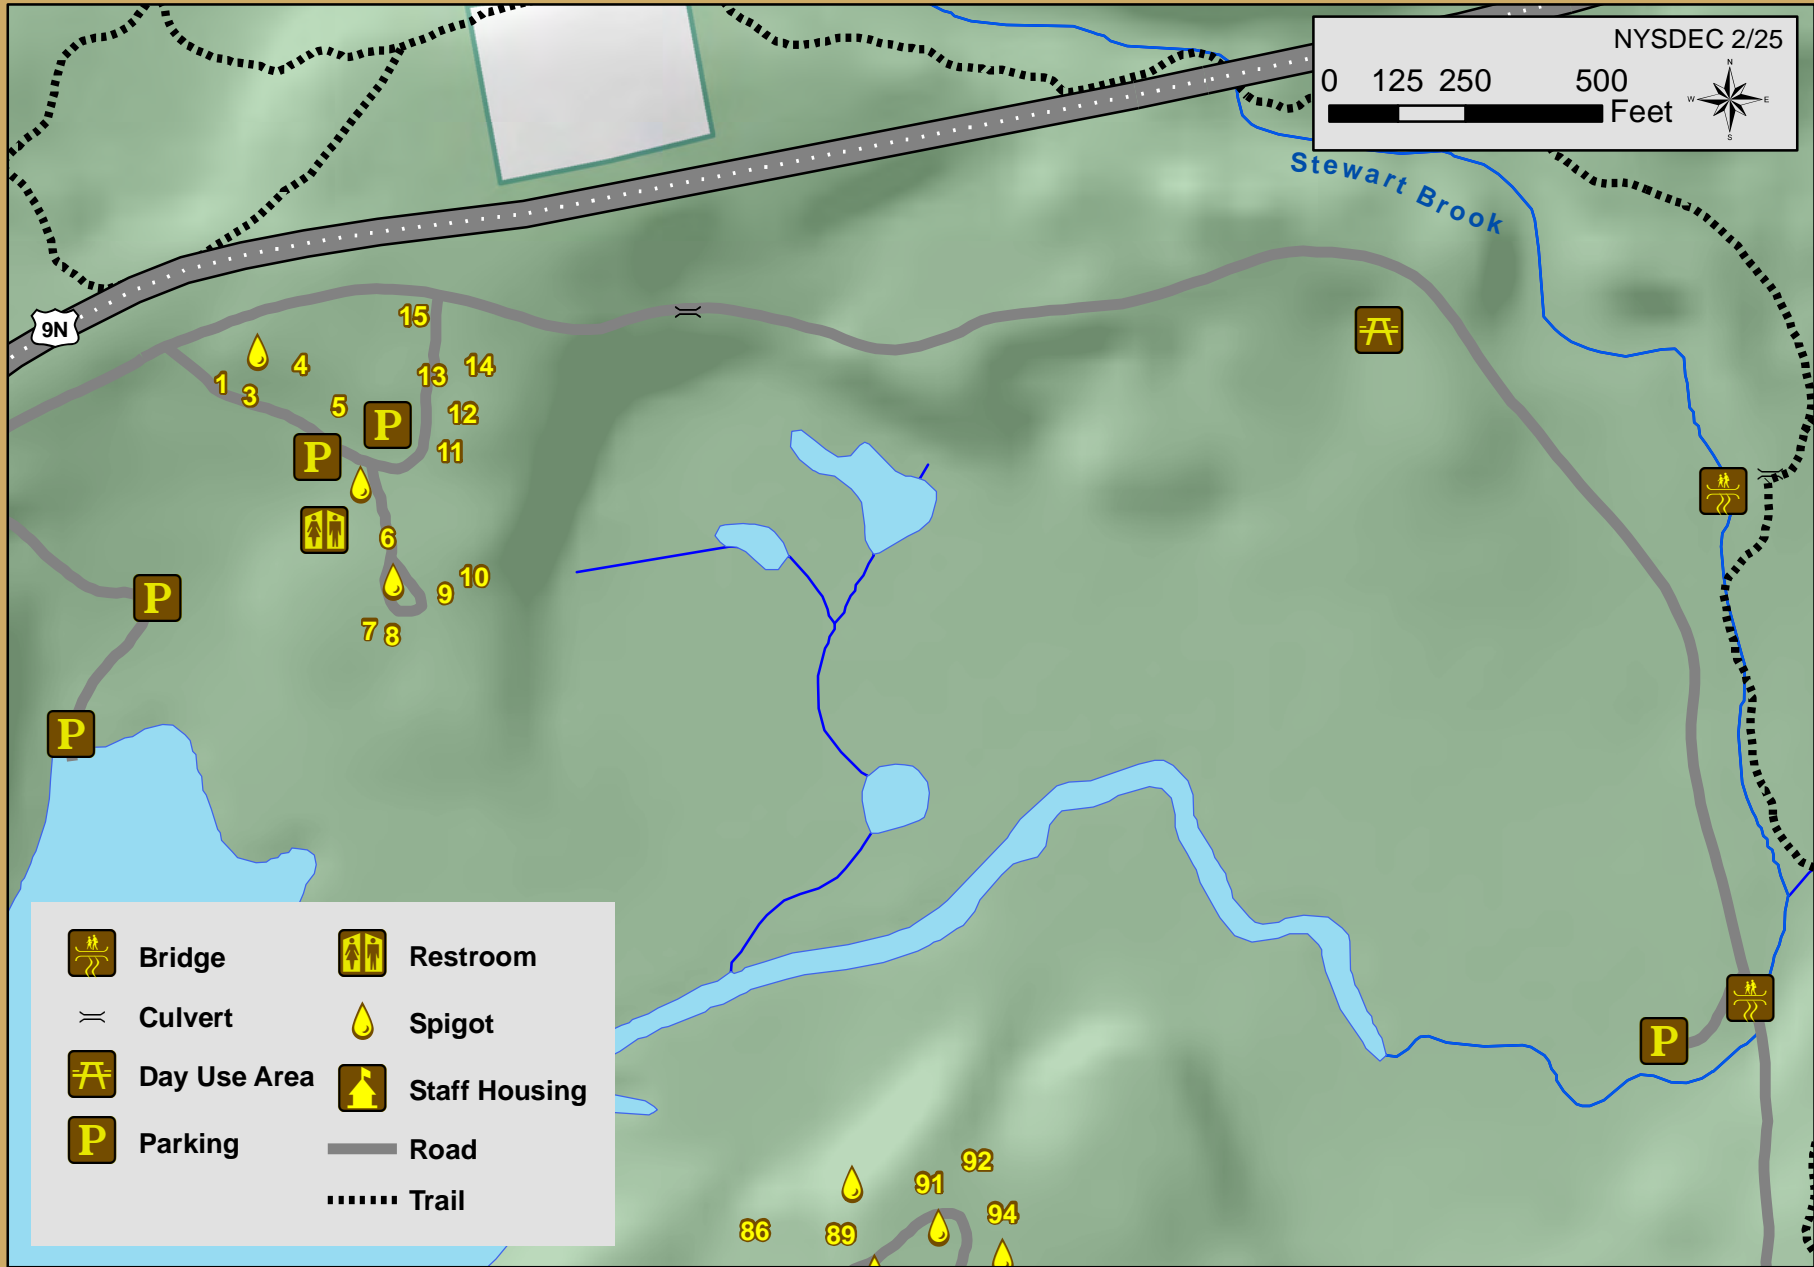 NYSDEC 2/25
0 125 250 500
Feet
N
W E
S
Stewart Brook
9N
15
4
14
1
13
3
5
12
P
11
P
6
10
9
P
7
8
P
Bridge
Restroom
Culvert
Spigot
Day Use Area
Staff Housing
P Parking
Road
Trail
P
92
91
94
86
89